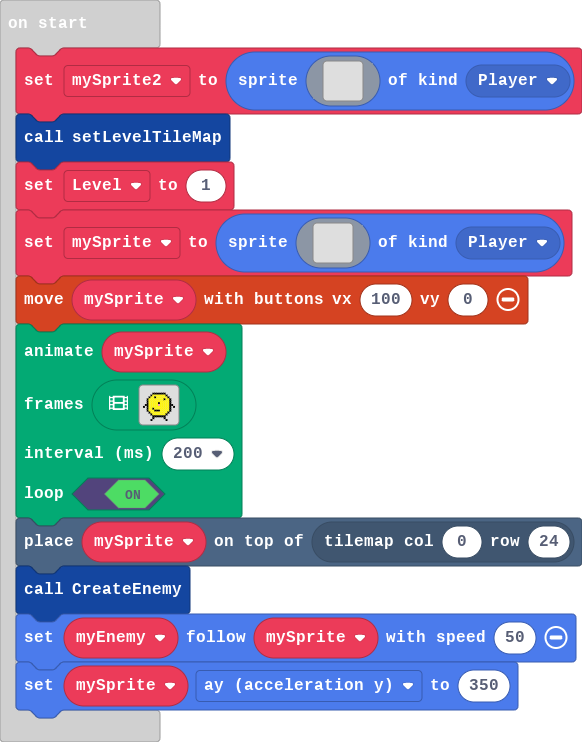 on start
set mySprite2 to sprite of kind Player
call setLevelTileMap
set Level to 1
set mySprite to sprite of kind Player
move mySprite with buttons vx 100 vy 0
animate mySprite
frames
interval (ms) 200
loop ON
place mySprite on top of tilemap col 0 row 24
call CreateEnemy
set myEnemy follow mySprite with speed 50
set mySprite ay (acceleration y) to 350